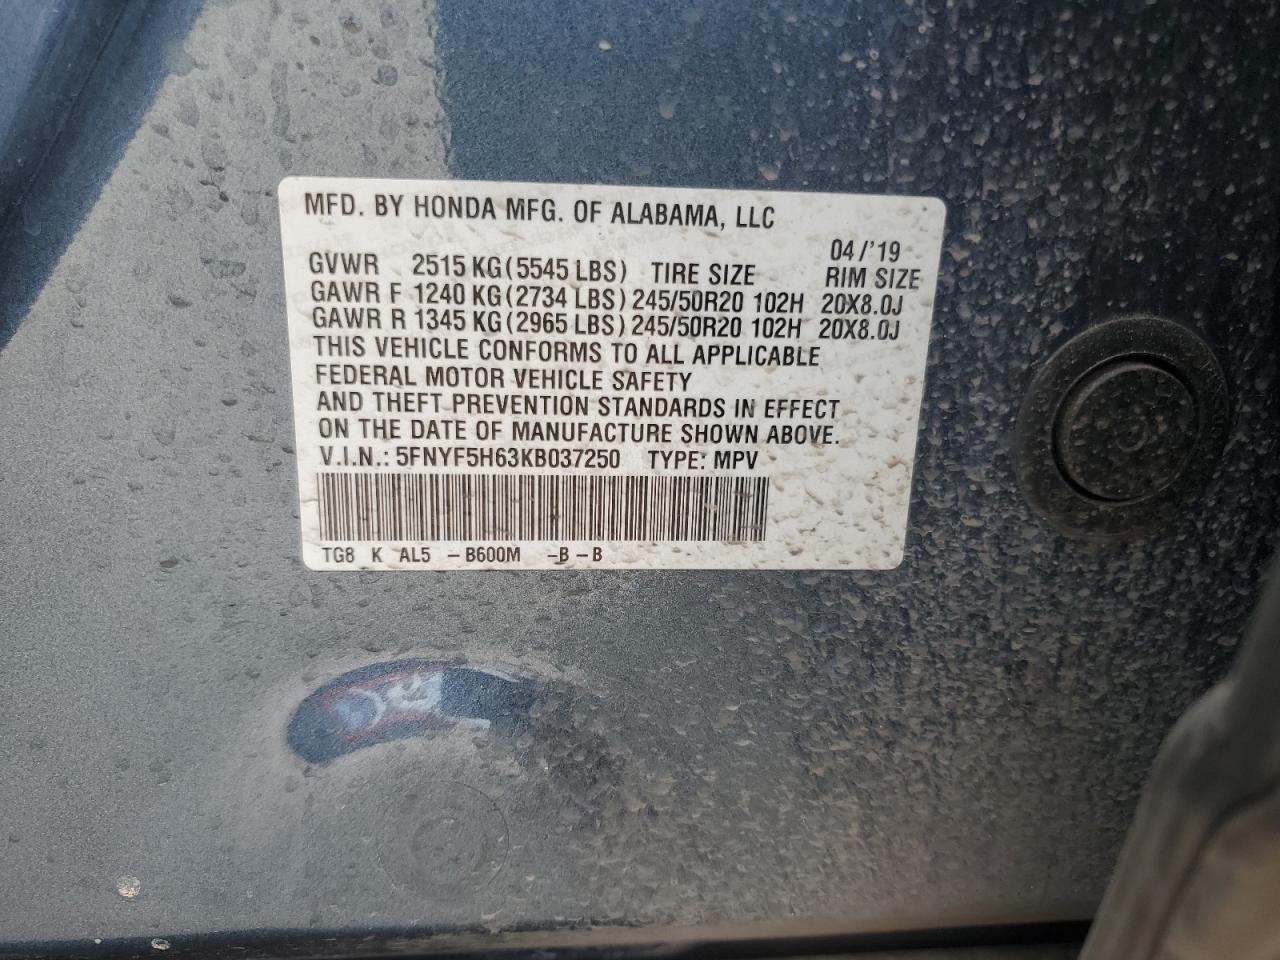 MFD. BY HONDA MFG. OF ALABAMA, LLC
04/'19
GVWR 2515 KG(5545 LBS) TIRE SIZE RIM SIZE
GAWR F 1240 KG(2734 LBS) 245/50R20 102H 20X8.0J
GAWR R 1345 KG(2965 LBS) 245/50R20 102H 20X8.0J
THIS VEHICLE CONFORMS TO ALL APPLICABLE
FEDERAL MOTOR VEHICLE SAFETY
AND THEFT PREVENTION STANDARDS IN EFFECT
ON THE DATE OF MANUFACTURE SHOWN ABOVE.
V.I.N.: 5FNYF5H63KB037250 TYPE: MPV
TG8 K AL5 -B600M -B-B